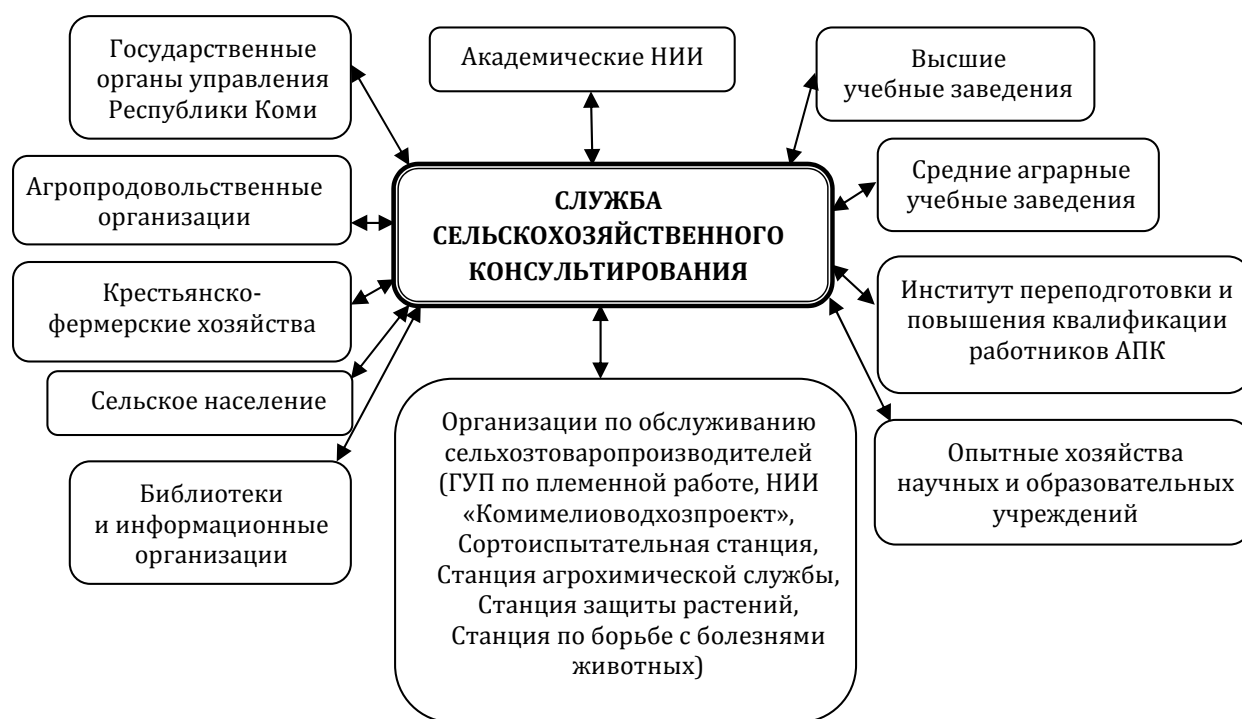 Государственные
органы управления
Республики Коми
Академические НИИ
Высшие
учебные заведения
Агропродовольственные
организации
СЛУЖБА
СЕЛЬСКОХОЗЯЙСТВЕННОГО
КОНСУЛЬТИРОВАНИЯ
Средние аграрные
учебные заведения
Крестьянско-
фермерские хозяйства
Институт переподготовки и
повышения квалификации
работников АПК
Сельское население
Библиотеки
и информационные
организации
Организации по обслуживанию
сельхозтоваропроизводителей
(ГУП по племенной работе, НИИ
«Комимелиоводхозпроект»,
Сортоиспытательная станция,
Станция агрохимической службы,
Станция защиты растений,
Станция по борьбе с болезнями
животных)
Опытные хозяйства
научных и образовательных
учреждений